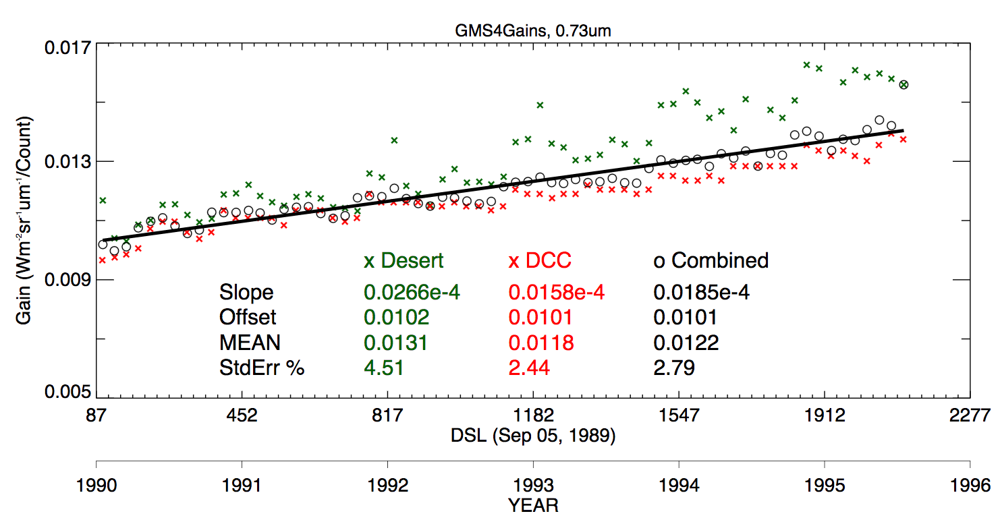 GMS4Gains, 0.73um
0.017
0.013
0.009
0.005
Gain (Wm-2sr-1um-1/Count)
x Desert x DCC o Combined
Slope 0.0266e-4 0.0158e-4 0.0185e-4
Offset 0.0102 0.0101 0.0101
MEAN 0.0131 0.0118 0.0122
StdErr % 4.51 2.44 2.79
87 452 817 1182 1547 1912 2277
DSL (Sep 05, 1989)
1990 1991 1992 1993 1994 1995 1996
YEAR